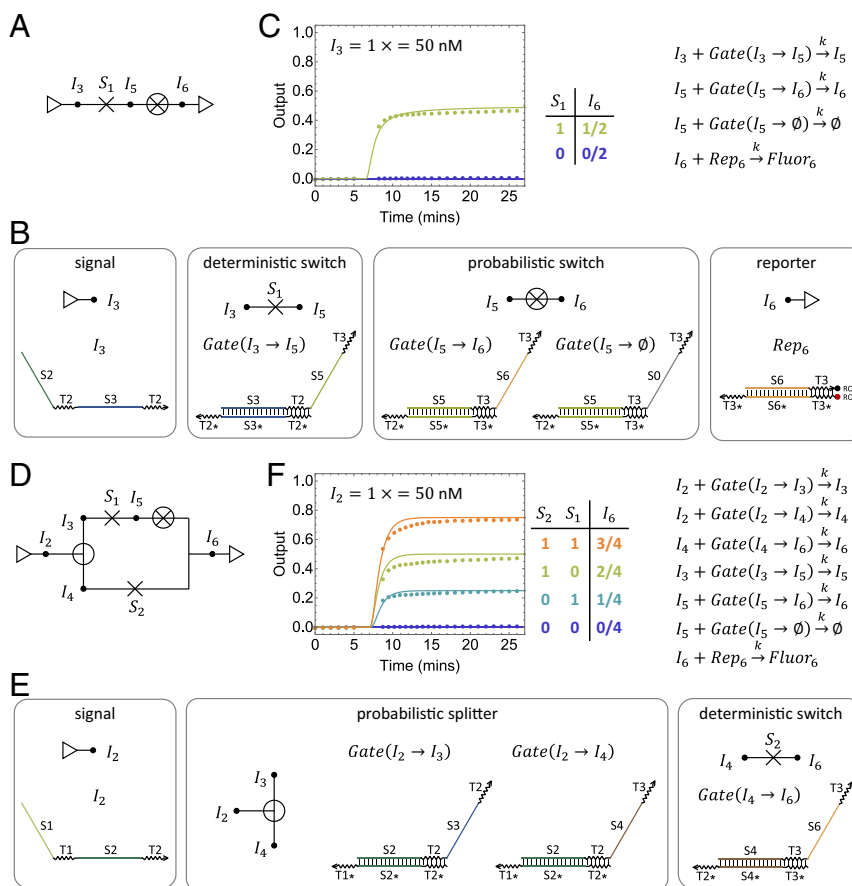 A
I₃ S₁ I₅ I₆
C
I₃ = 1 × = 50 nM
Output
1.0
0.8
0.6
0.4
0.2
0.0
0 5 10 15 20 25
Time (mins)
S₁ I₆
1 1/2
0 0/2
I₃ + Gate(I₃ → I₅) →ᵏ I₅
I₅ + Gate(I₅ → I₆) →ᵏ I₆
I₅ + Gate(I₅ → ∅) →ᵏ ∅
I₆ + Rep₆ →ᵏ Fluor₆
B
signal
I₃
I₃
S2
T2 S3 T2
deterministic switch
S₁
I₃ I₅
Gate(I₃ → I₅)
T3
S5
S3 T2
T2* S3* T2*
probabilistic switch
I₅ I₆
Gate(I₅ → I₆)
T3
S6
S5 T3
T2* S5* T3*
Gate(I₅ → ∅)
T3
S0
S5 T3
T2* S5* T3*
reporter
I₆
Rep₆
S6 T3
RO
T3* S6* T3*
RO
D
S₁ I₅
I₃
I₂
I₆
I₄
S₂
F
I₂ = 1 × = 50 nM
Output
1.0
0.8
0.6
0.4
0.2
0.0
0 5 10 15 20 25
Time (mins)
S₂ S₁ I₆
1 1 3/4
1 0 2/4
0 1 1/4
0 0 0/4
I₂ + Gate(I₂ → I₃) →ᵏ I₃
I₂ + Gate(I₂ → I₄) →ᵏ I₄
I₄ + Gate(I₄ → I₆) →ᵏ I₆
I₃ + Gate(I₃ → I₅) →ᵏ I₅
I₅ + Gate(I₅ → I₆) →ᵏ I₆
I₅ + Gate(I₅ → ∅) →ᵏ ∅
I₆ + Rep₆ →ᵏ Fluor₆
E
signal
I₂
I₂
S1
T1 S2 T2
probabilistic splitter
I₃
I₂
I₄
Gate(I₂ → I₃)
T2
S3
S2 T2
T1* S2* T2*
Gate(I₂ → I₄)
T3
S4
S2 T2
T1* S2* T2*
deterministic switch
S₂
I₄ I₆
Gate(I₄ → I₆)
T3
S6
S4 T3
T2* S4* T3*